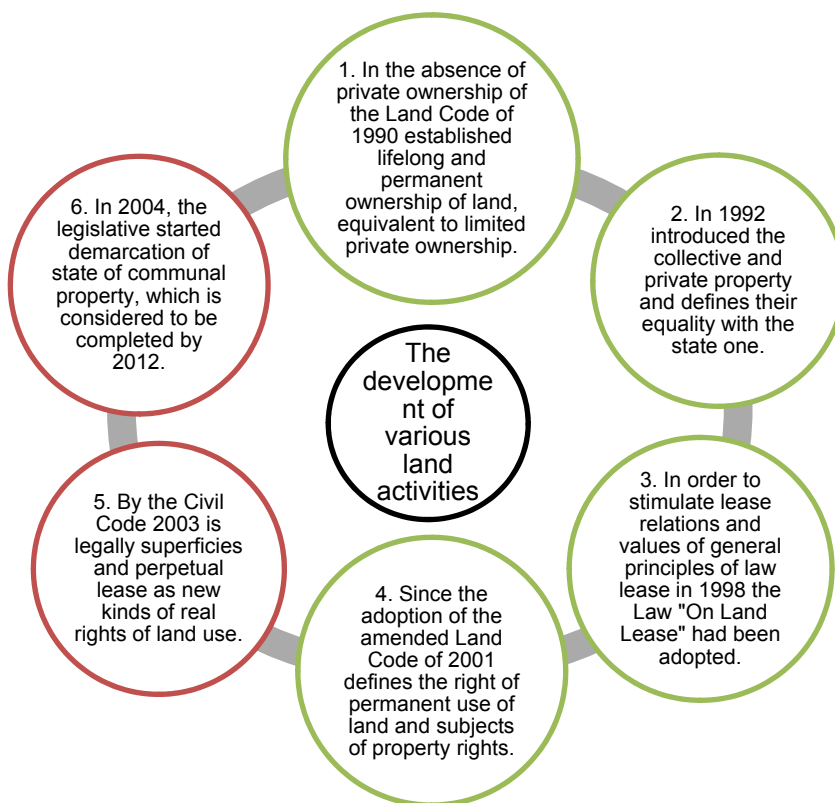 1. In the absence of
private ownership of
the Land Code of
1990 established
lifelong and
permanent
ownership of land,
equivalent to limited
private ownership.
2. In 1992
introduced the
collective and
private property
and defines their
equality with the
state one.
3. In order to
stimulate lease
relations and
values of general
principles of law
lease in 1998 the
Law "On Land
Lease" had been
adopted.
4. Since the
adoption of the
amended Land
Code of 2001
defines the right of
permanent use of
land and subjects
of property rights.
5. By the Civil
Code 2003 is
legally superficies
and perpetual
lease as new
kinds of real
rights of land use.
6. In 2004, the
legislative started
demarcation of
state of communal
property, which is
considered to be
completed by
2012.
The
developme
nt of
various
land
activities